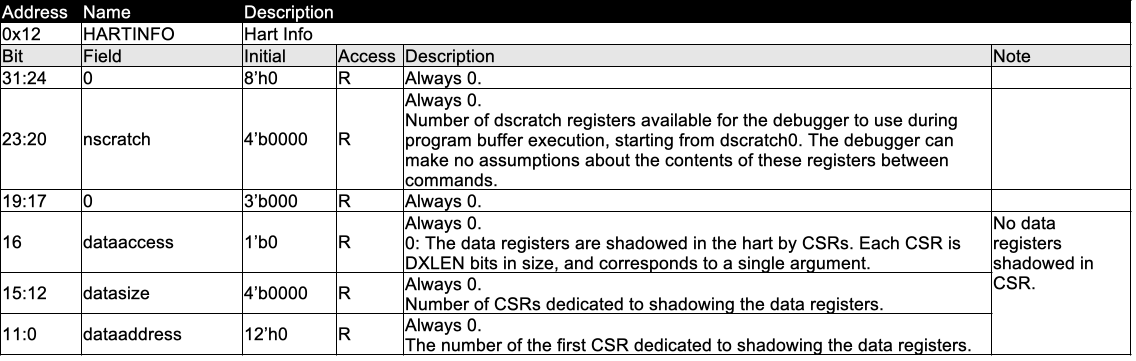 Address Name Description
0x12 HARTINFO Hart Info
Bit Field Initial Access Description Note
31:24 0 8’h0 R Always 0.
23:20 nscratch 4’b0000 R Always 0.
Number of dscratch registers available for the debugger to use during
program buffer execution, starting from dscratch0. The debugger can
make no assumptions about the contents of these registers between
commands.
19:17 0 3’b000 R Always 0.
16 dataaccess 1’b0 R Always 0.
0: The data registers are shadowed in the hart by CSRs. Each CSR is
DXLEN bits in size, and corresponds to a single argument.
No data
registers
shadowed in
CSR.
15:12 datasize 4’b0000 R Always 0.
Number of CSRs dedicated to shadowing the data registers.
11:0 dataaddress 12’h0 R Always 0.
The number of the first CSR dedicated to shadowing the data registers.